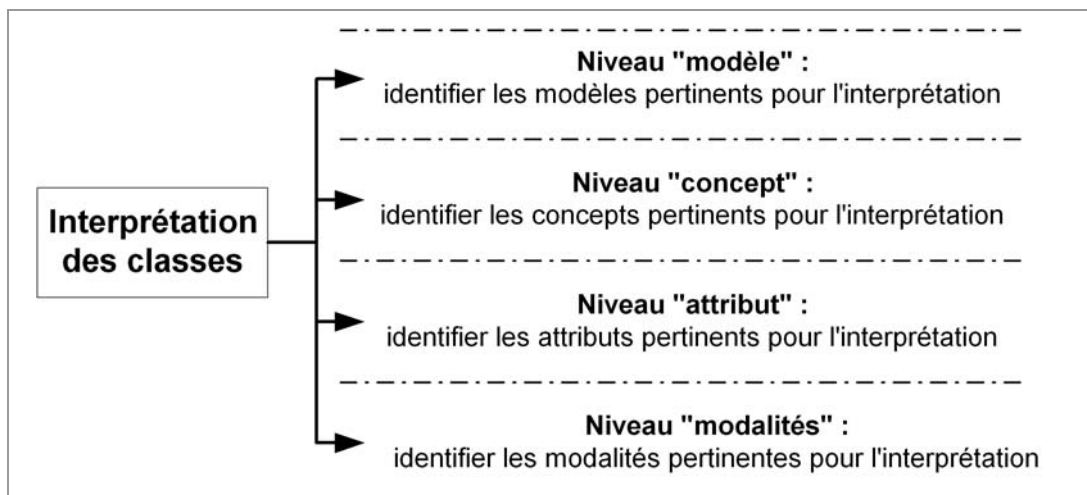 Niveau "modèle" :
identifier les modèles pertinents pour l'interprétation
Niveau "concept" :
identifier les concepts pertinents pour l'interprétation
Interprétation
des classes
Niveau "attribut" :
identifier les attributs pertinents pour l'interprétation
Niveau "modalités" :
identifier les modalités pertinentes pour l'interprétation